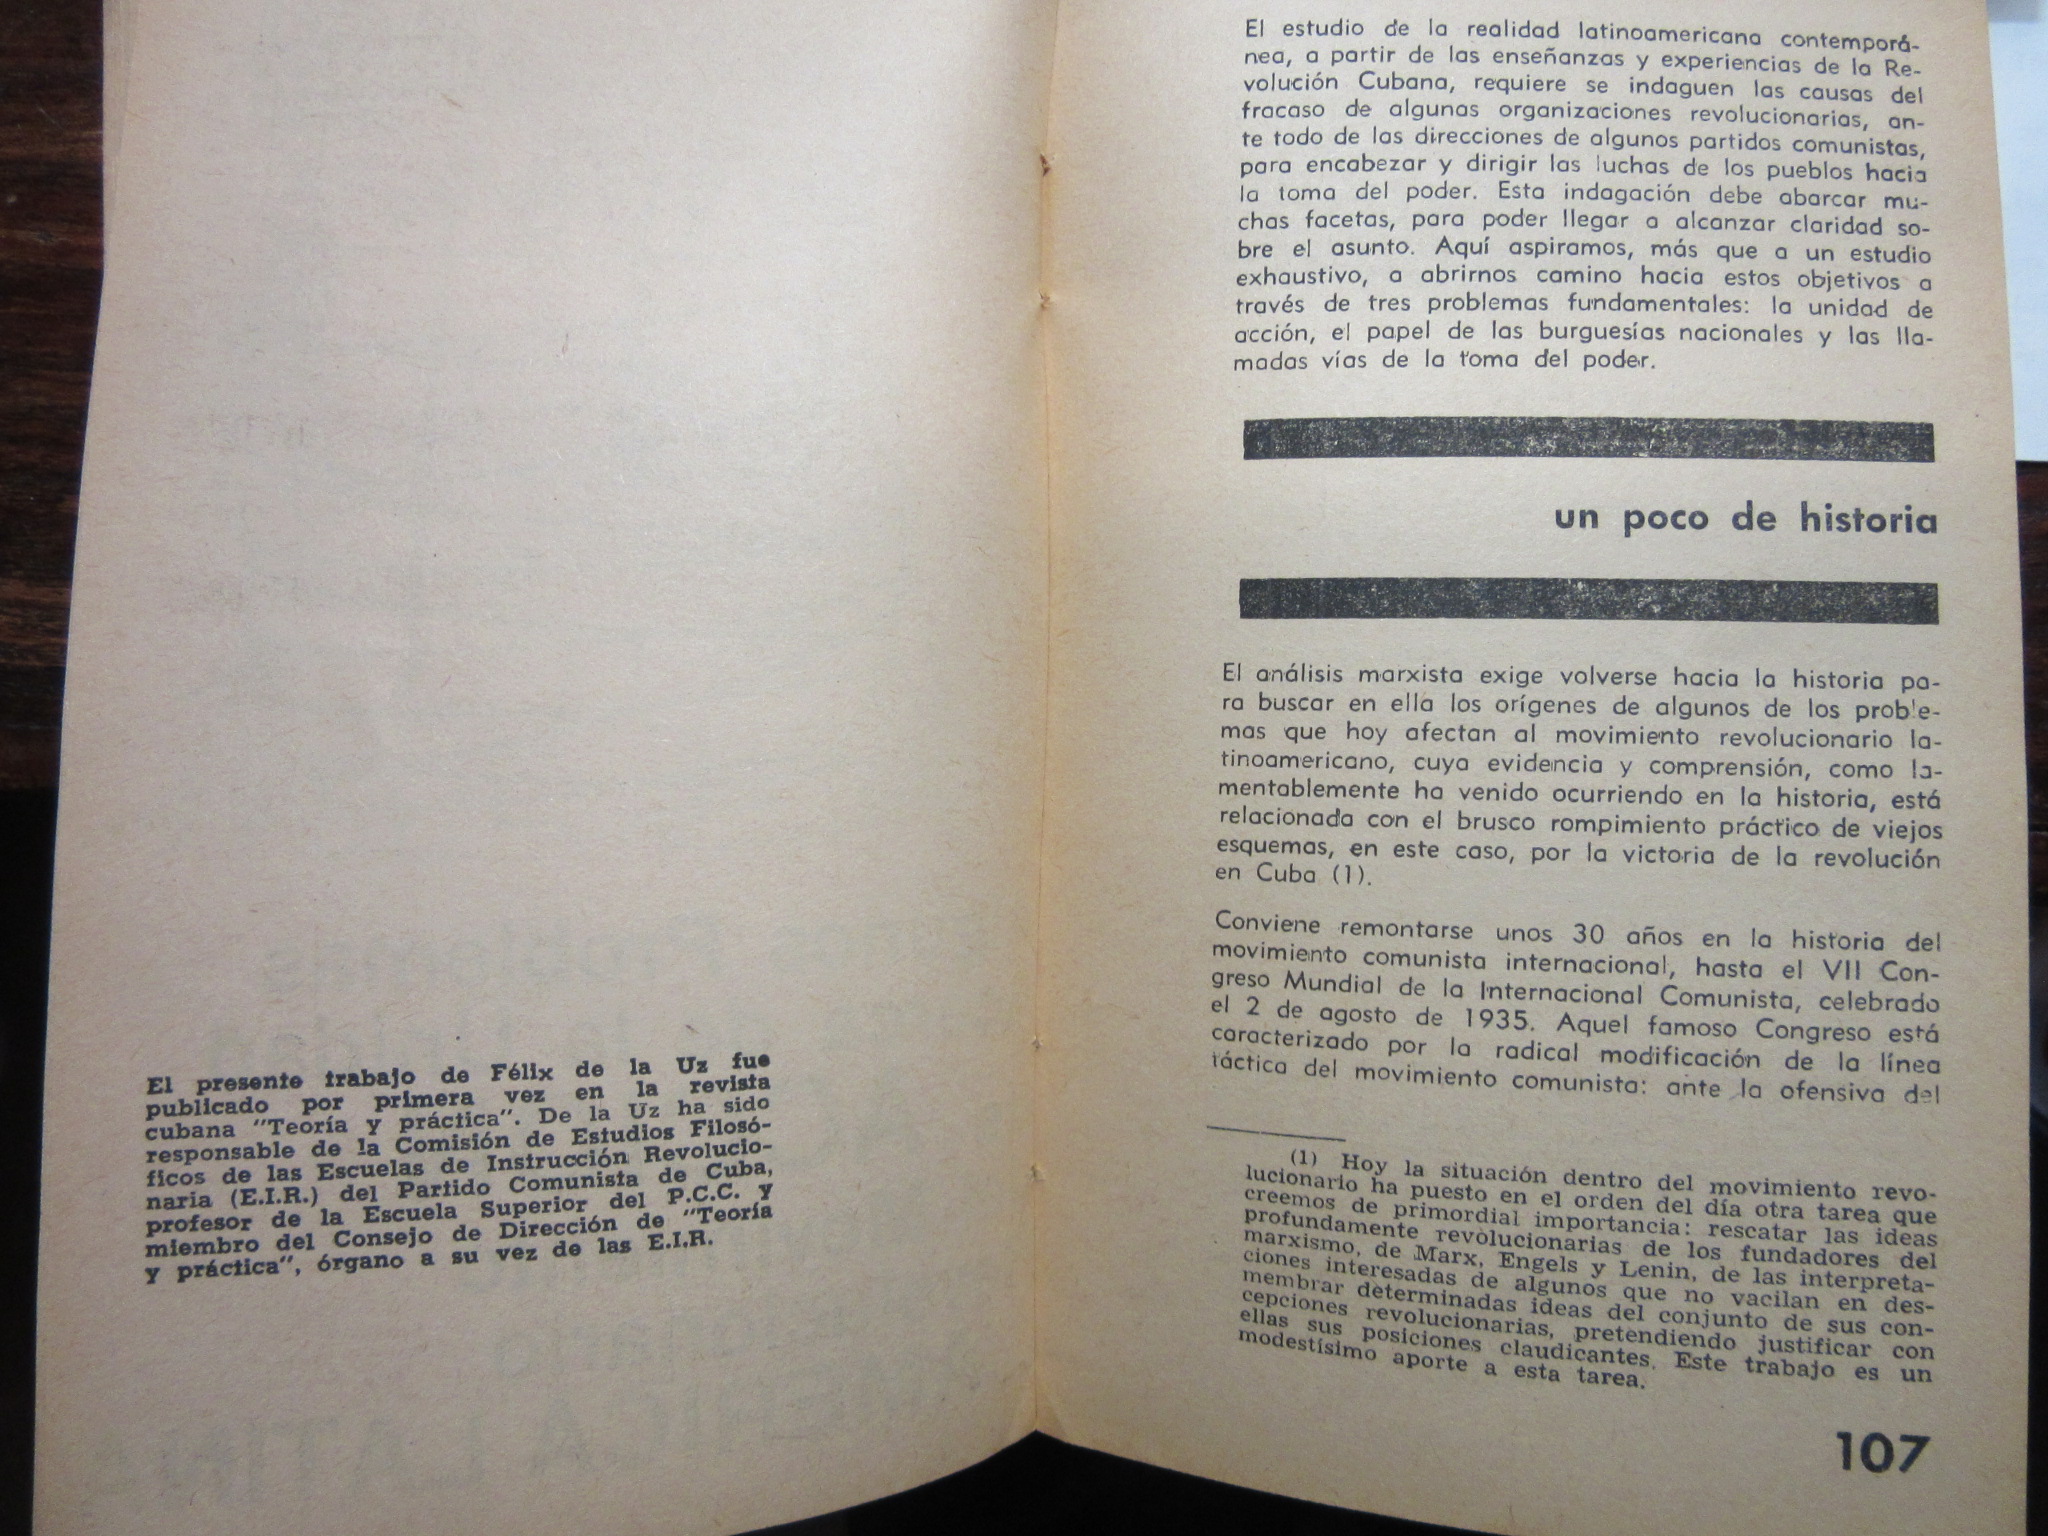 El presente trabajo de Félix de la Uz fue
publicado por primera vez en la revista
cubana "Teoría y práctica". De la Uz ha sido
responsable de la Comisión de Estudios Filosó-
ficos de las Escuelas de Instrucción Revolucio-
naria (E.I.R.) del Partido Comunista de Cuba,
profesor de la Escuela Superior del P.C.C. y
miembro del Consejo de Dirección de "Teoría
y práctica", órgano a su vez de las E.I.R.
El estudio de la realidad latinoamericana contemporá-
nea, a partir de las enseñanzas y experiencias de la Re-
volución Cubana, requiere se indaguen las causas del
fracaso de algunas organizaciones revolucionarias, an-
te todo de las direcciones de algunos partidos comunistas,
para encabezar y dirigir las luchas de los pueblos hacia
la toma del poder. Esta indagación debe abarcar mu-
chas facetas, para poder llegar a alcanzar claridad so-
bre el asunto. Aquí aspiramos, más que a un estudio
exhaustivo, a abrirnos camino hacia estos objetivos a
través de tres problemas fundamentales: la unidad de
acción, el papel de las burguesías nacionales y las lla-
madas vías de la toma del poder.
un poco de historia
El análisis marxista exige volverse hacia la historia pa-
ra buscar en ella los orígenes de algunos de los proble-
mas que hoy afectan al movimiento revolucionario la-
tinoamericano, cuya evidencia y comprensión, como la-
mentablemente ha venido ocurriendo en la historia, está
relacionada con el brusco rompimiento práctico de viejos
esquemas, en este caso, por la victoria de la revolución
en Cuba (1).
Conviene remontarse unos 30 años en la historia del
movimiento comunista internacional, hasta el VII Con-
greso Mundial de la Internacional Comunista, celebrado
el 2 de agosto de 1935. Aquel famoso Congreso está
caracterizado por la radical modificación de la línea
táctica del movimiento comunista: ante la ofensiva del
(1) Hoy la situación dentro del movimiento revo-
lucionario ha puesto en el orden del día otra tarea que
creemos de primordial importancia: rescatar las ideas
profundamente revolucionarias de los fundadores del
marxismo, de Marx, Engels y Lenin, de las interpreta-
ciones interesadas de algunos que no vacilan en des-
membrar determinadas ideas del conjunto de sus con-
cepciones revolucionarias, pretendiendo justificar con
ellas sus posiciones claudicantes. Este trabajo es un
modestísimo aporte a esta tarea.
107